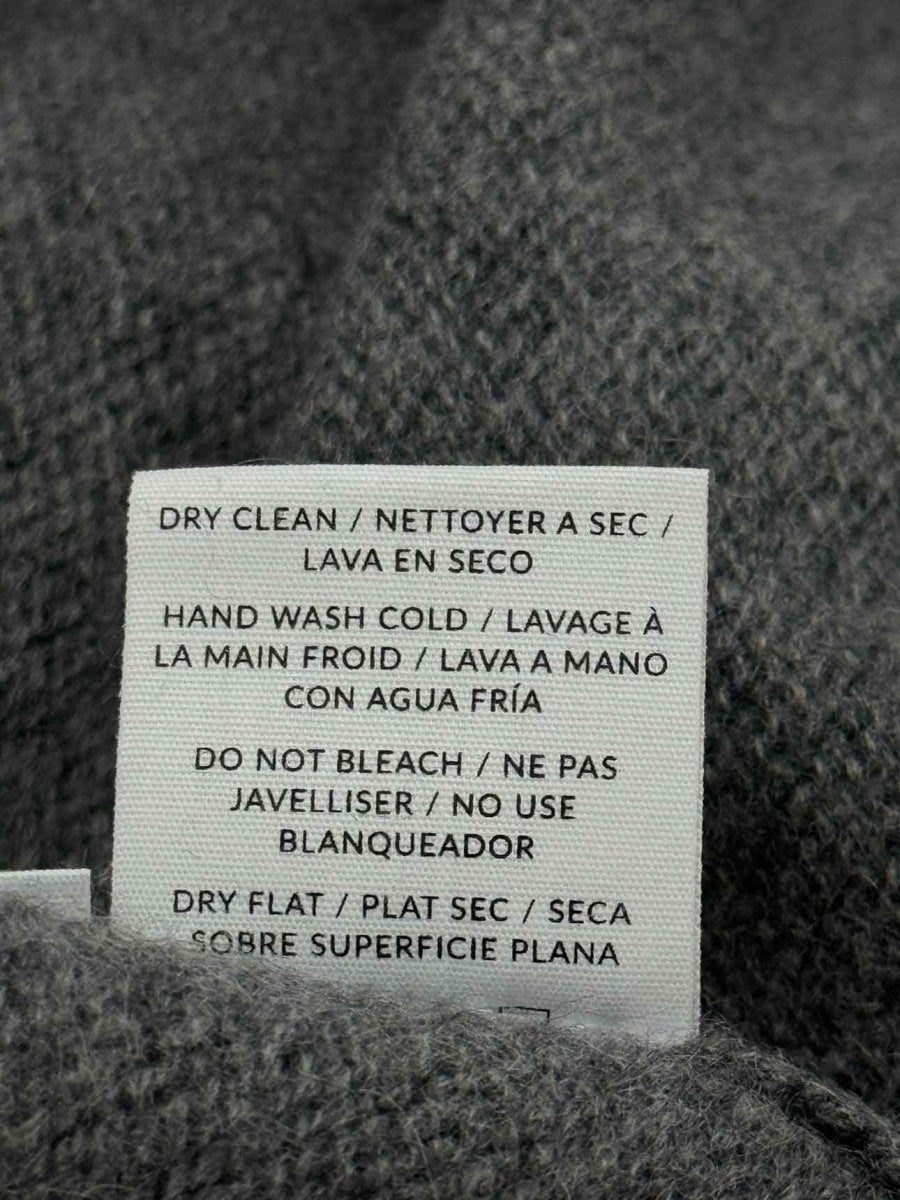 DRY CLEAN / NETTOYER A SEC /
LAVA EN SECO
HAND WASH COLD / LAVAGE À
LA MAIN FROID / LAVA A MANO
CON AGUA FRÍA
DO NOT BLEACH / NE PAS
JAVELLISER / NO USE
BLANQUEADOR
DRY FLAT / PLAT SEC / SECA
SOBRE SUPERFICIE PLANA